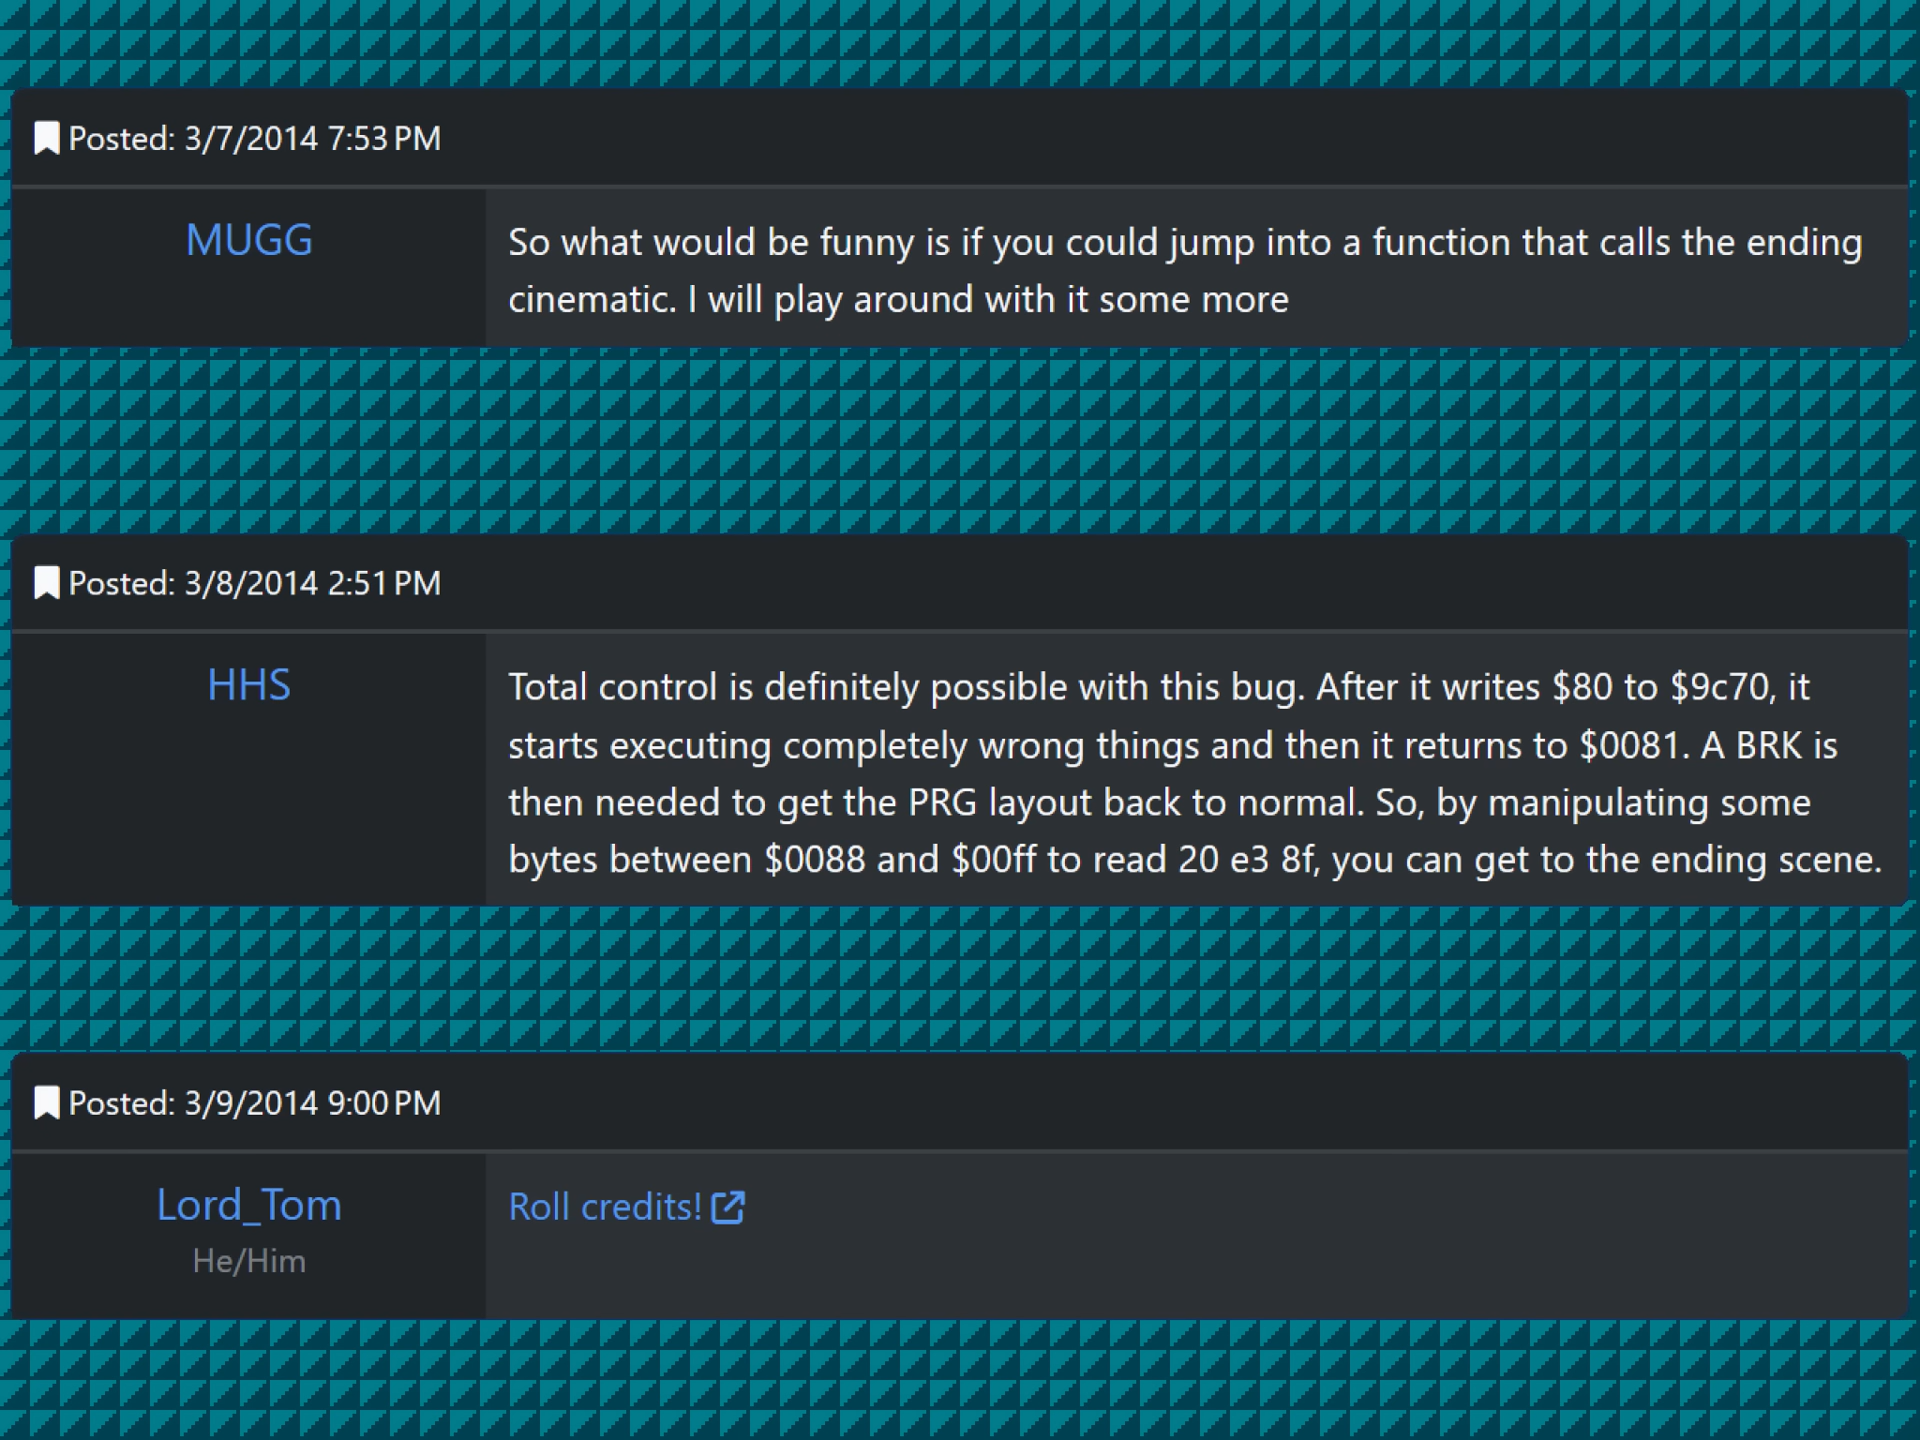 Posted: 3/7/2014 7:53 PM
MUGG
So what would be funny is if you could jump into a function that calls the ending
cinematic. I will play around with it some more
Posted: 3/8/2014 2:51 PM
HHS
Total control is definitely possible with this bug. After it writes $80 to $9c70, it
starts executing completely wrong things and then it returns to $0081. A BRK is
then needed to get the PRG layout back to normal. So, by manipulating some
bytes between $0088 and $00ff to read 20 e3 8f, you can get to the ending scene.
Posted: 3/9/2014 9:00 PM
Lord_Tom
He/Him
Roll credits!